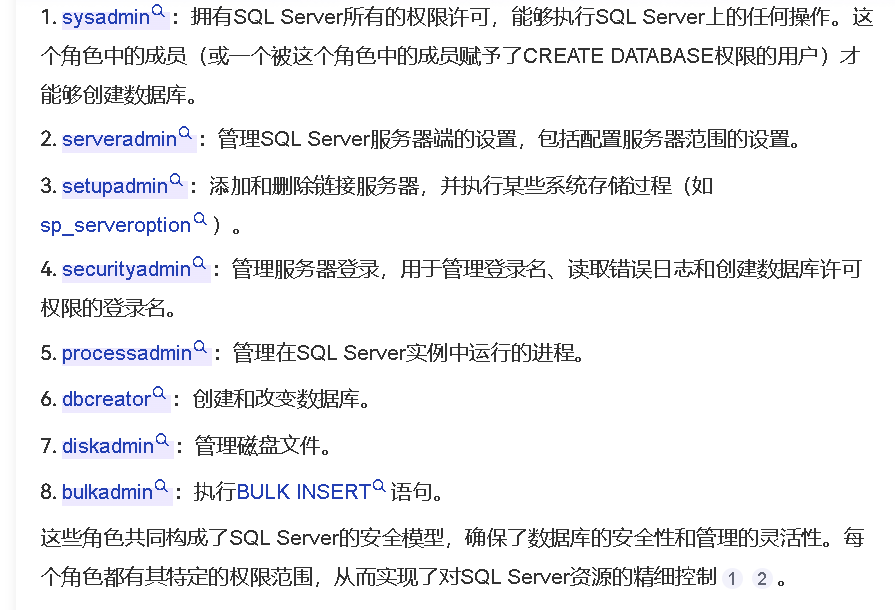 1. sysadmin：拥有SQL Server所有的权限许可，能够执行SQL Server上的任何操作。这
个角色中的成员（或一个被这个角色中的成员赋予了CREATE DATABASE权限的用户）才
能够创建数据库。
2. serveradmin：管理SQL Server服务器端的设置，包括配置服务器范围的设置。
3. setupadmin：添加和删除链接服务器，并执行某些系统存储过程（如
sp_serveroption）。
4. securityadmin：管理服务器登录，用于管理登录名、读取错误日志和创建数据库许可
权限的登录名。
5. processadmin：管理在SQL Server实例中运行的进程。
6. dbcreator：创建和改变数据库。
7. diskadmin：管理磁盘文件。
8. bulkadmin：执行BULK INSERT语句。
这些角色共同构成了SQL Server的安全模型，确保了数据库的安全性和管理的灵活性。每
个角色都有其特定的权限范围，从而实现了对SQL Server资源的精细控制 1 2 。